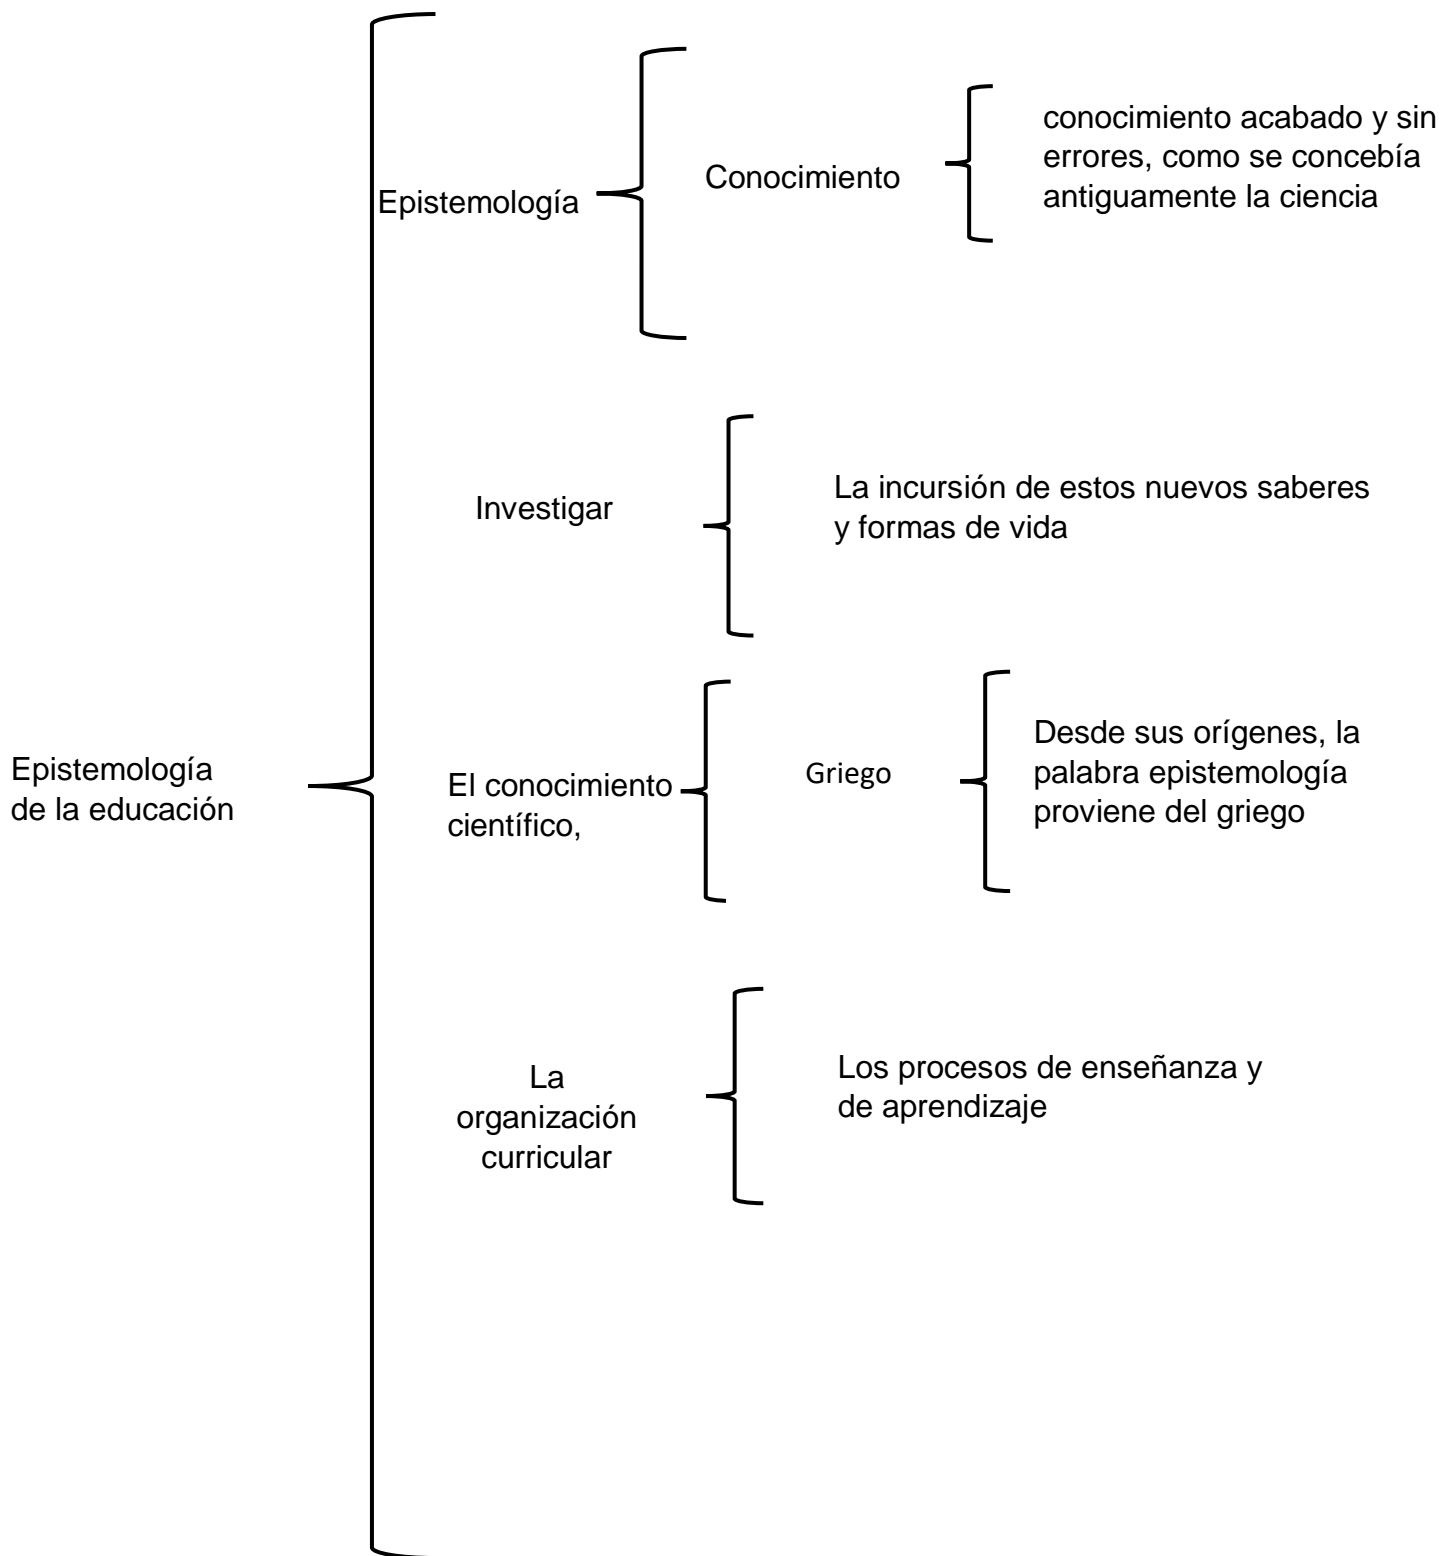 Epistemología
de la educación
Epistemología
Conocimiento
conocimiento acabado y sin
errores, como se concebía
antiguamente la ciencia
Investigar
La incursión de estos nuevos saberes
y formas de vida
El conocimiento
científico,
Griego
Desde sus orígenes, la
palabra epistemología
proviene del griego
La
organización
curricular
Los procesos de enseñanza y
de aprendizaje